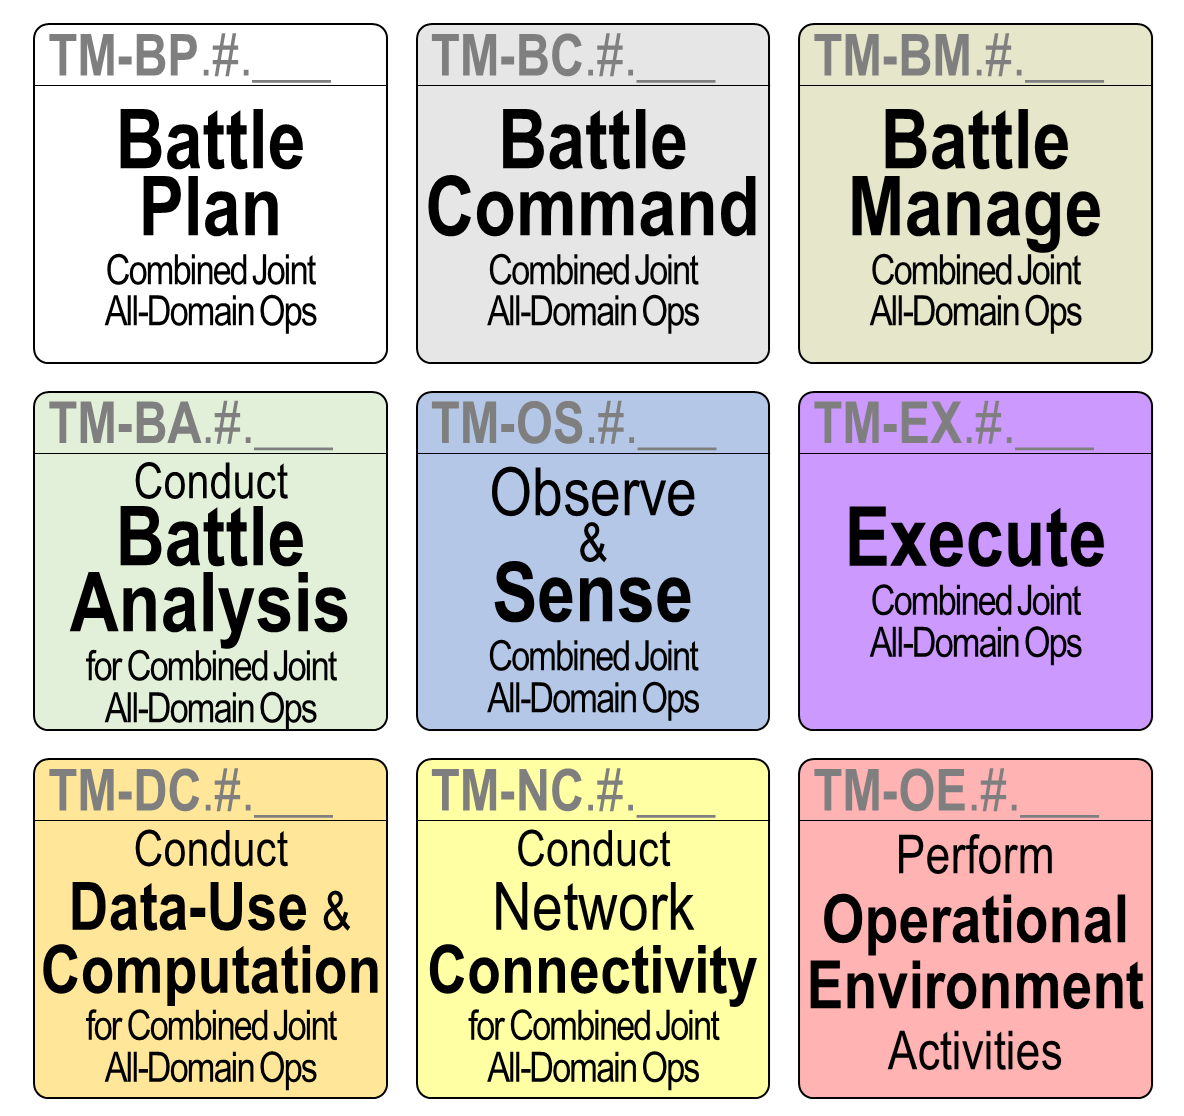 TM-BP.#.___
Battle
Plan
Combined Joint
All-Domain Ops
TM-BC.#.___
Battle
Command
Combined Joint
All-Domain Ops
TM-BM.#.___
Battle
Manage
Combined Joint
All-Domain Ops
TM-BA.#.___
Conduct
Battle
Analysis
for Combined Joint
All-Domain Ops
TM-OS.#.___
Observe
&
Sense
Combined Joint
All-Domain Ops
TM-EX.#.___
Execute
Combined Joint
All-Domain Ops
TM-DC.#.___
Conduct
Data-Use &
Computation
for Combined Joint
All-Domain Ops
TM-NC.#.___
Conduct
Network
Connectivity
for Combined Joint
All-Domain Ops
TM-OE.#.___
Perform
Operational
Environment
Activities